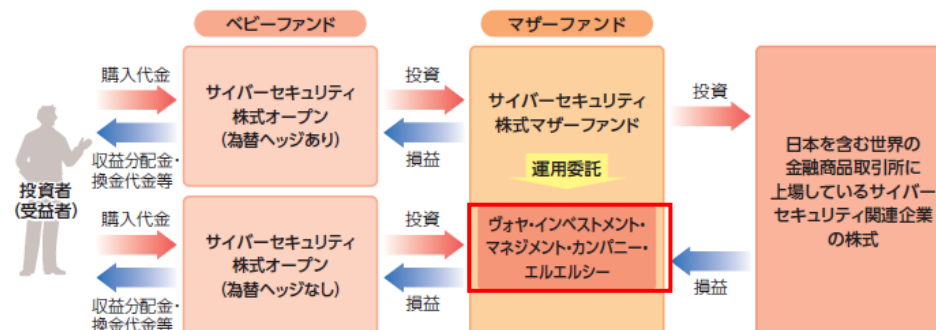 ベビーファンド
マザーファンド
購入代金
サイバーセキュリティ
株式オープン
(為替ヘッジあり)
投資
サイバーセキュリティ
株式マザーファンド
投資
日本を含む世界の
金融商品取引所に
上場しているサイバー
セキュリティ関連企業
の株式
収益分配金・
換金代金等
損益
運用委託
投資者
(受益者)
購入代金
サイバーセキュリティ
株式オープン
(為替ヘッジなし)
投資
ヴォヤ・インベストメント・
マネジメント・カンパニー・
エルエルシー
損益
収益分配金・
換金代金等
損益